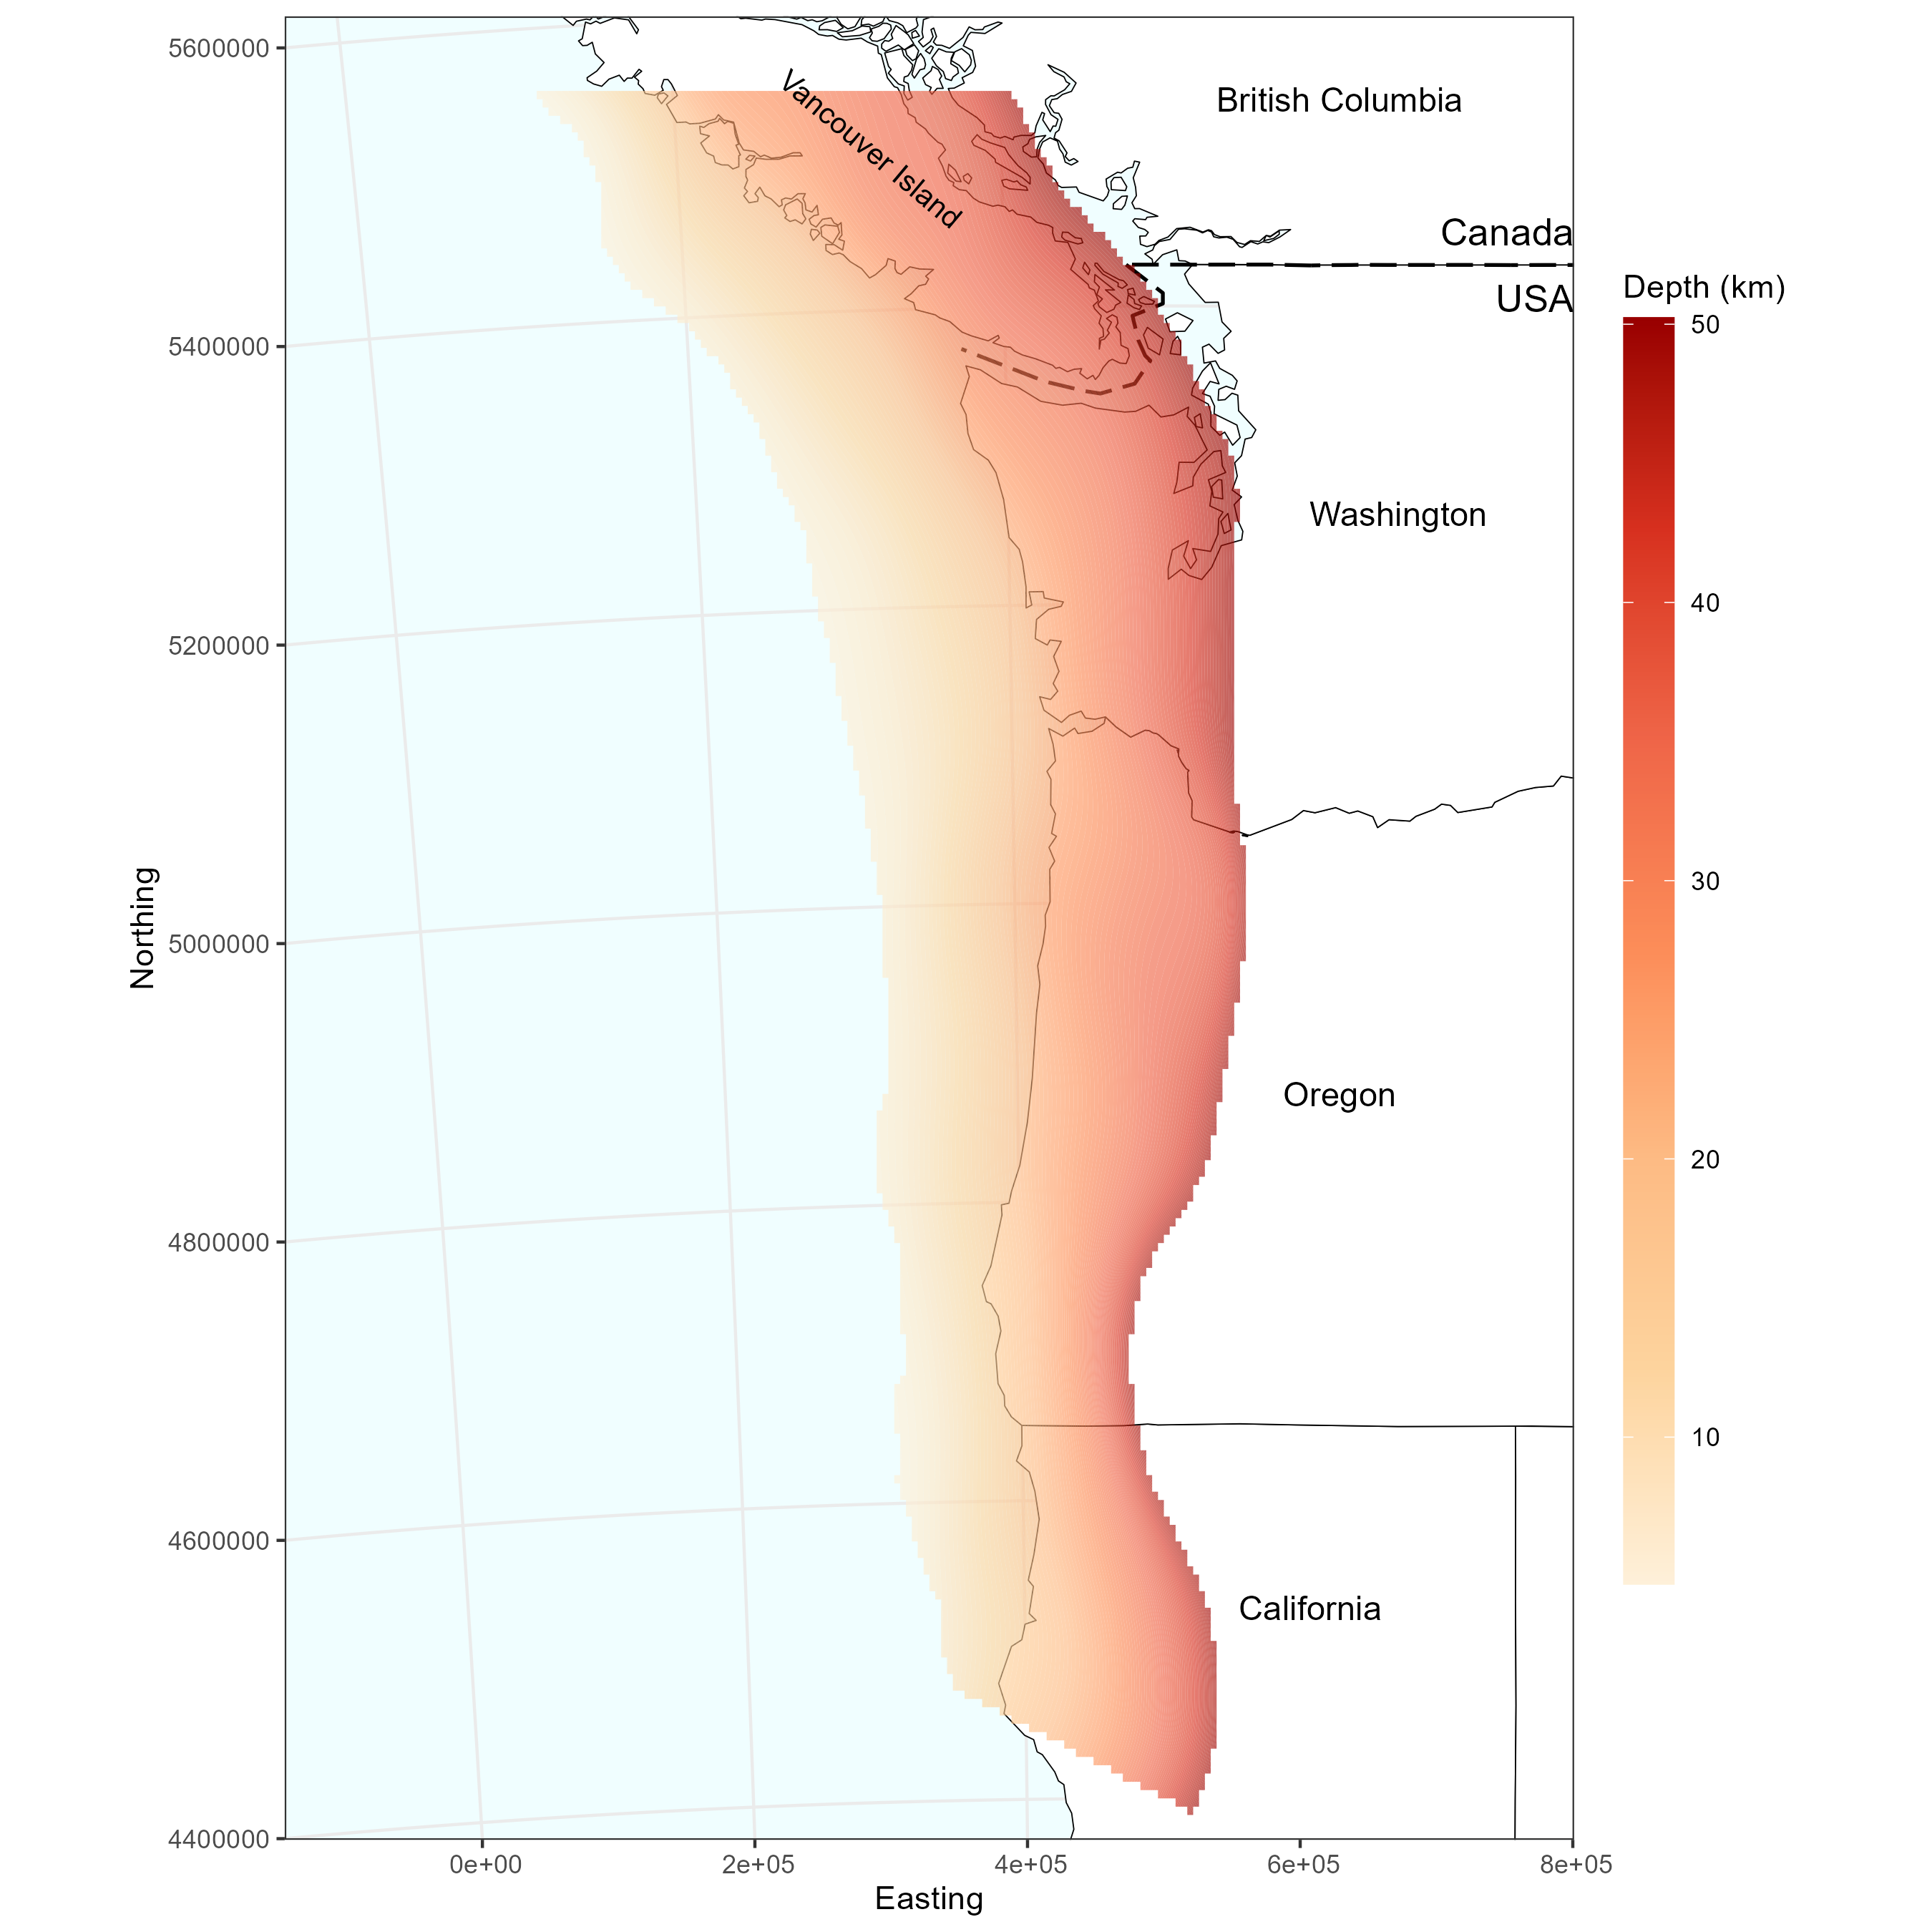 5600000
5400000
5200000
5000000
4800000
4600000
4400000
Northing
Vancouver Island
British Columbia
Canada
USA
Washington
Oregon
California
0e+00
2e+05
4e+05
6e+05
8e+05
Easting
Depth (km)
50
40
30
20
10